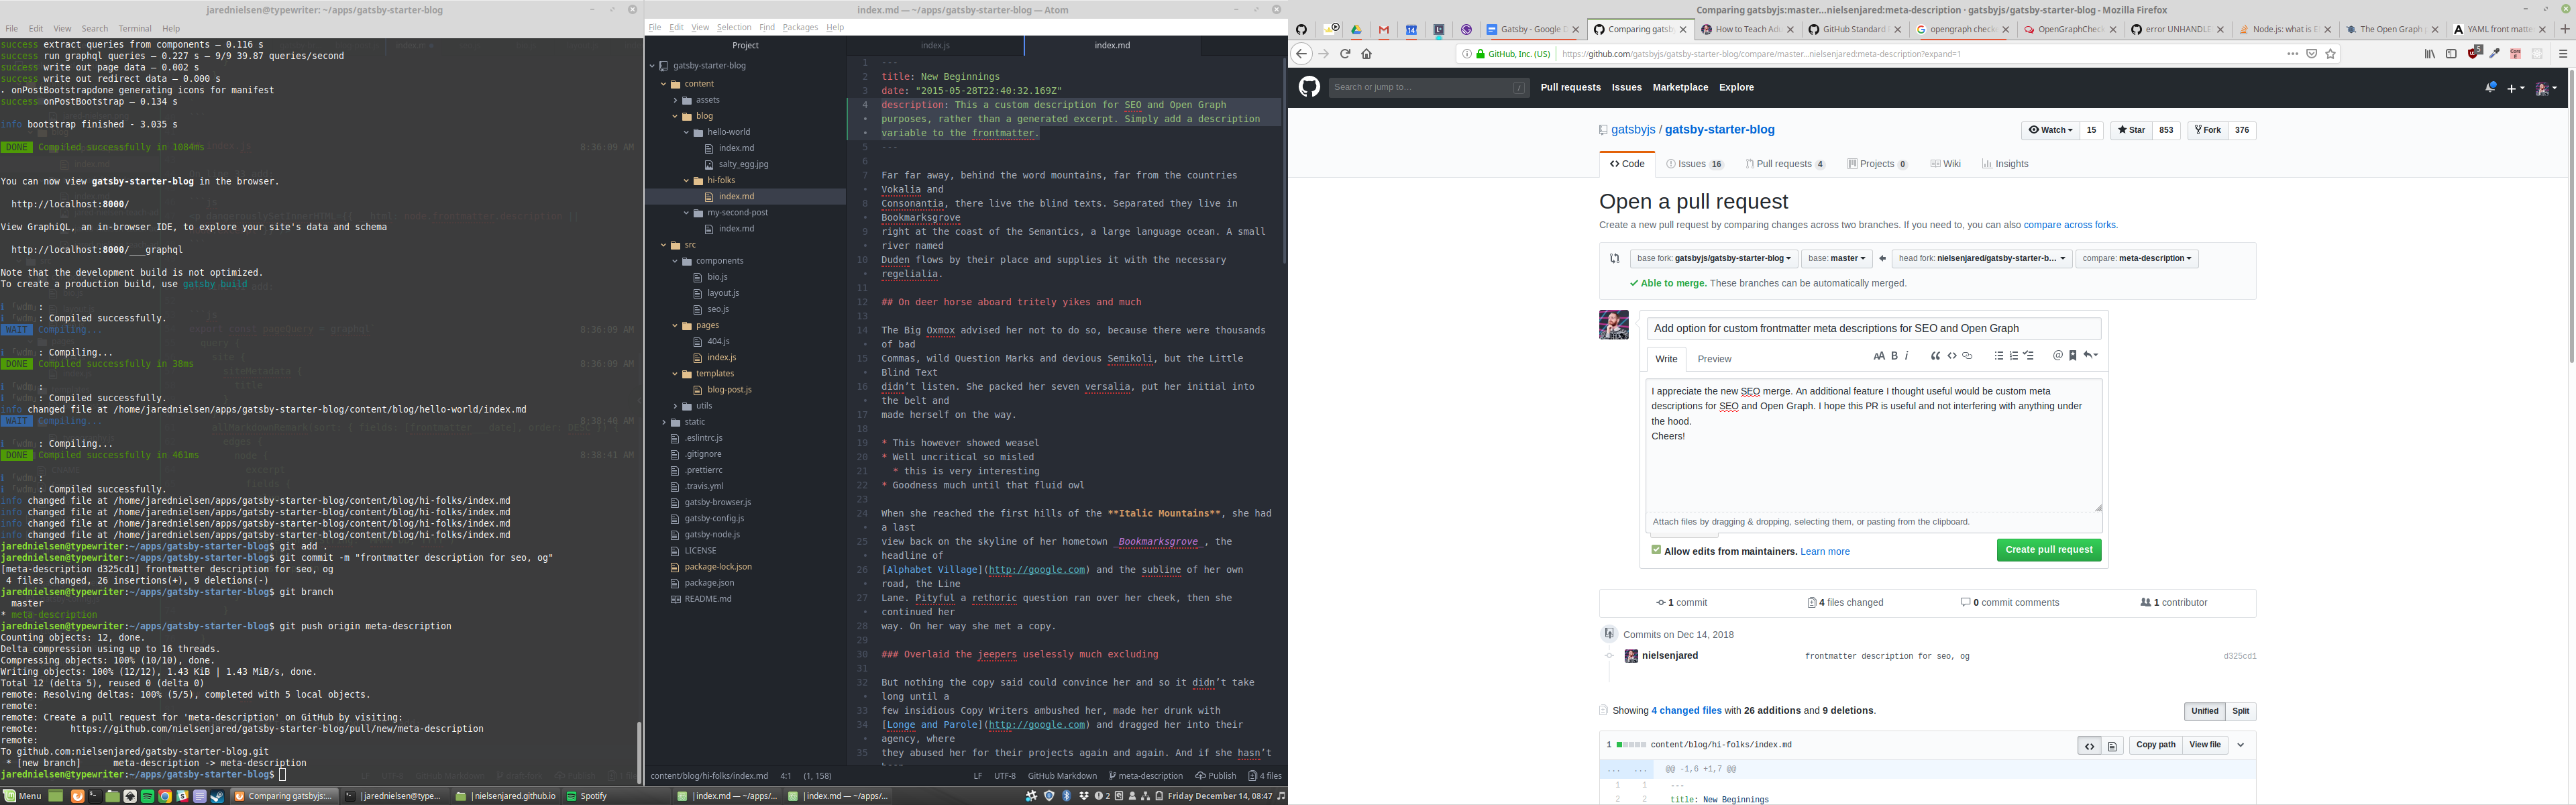 jarednielsen@typewriter: ~/apps/gatsby-starter-blog
File Edit View Search Terminal Help
success extract queries from components — 0.116 s
success run graphql queries — 0.227 s — 9/9 39.87 queries/second
success write out page data — 0.002 s
success write out redirect data — 0.000 s
. onPostBootstrapdone generating icons for manifest
success onPostBootstrap — 0.134 s
info bootstrap finished - 3.035 s
DONE Compiled successfully in 1084ms 8:36:09 AM
You can now view gatsby-starter-blog in the browser.
http://localhost:8000/
View GraphiQL, an in-browser IDE, to explore your site's data and schema
http://localhost:8000/___graphql
Note that the development build is not optimized.
To create a production build, use gatsby build
ℹ ｢wdm｣:
ℹ ｢wdm｣: Compiled successfully.
WAIT Compiling... 8:36:09 AM
ℹ ｢wdm｣: Compiling...
DONE Compiled successfully in 38ms 8:36:09 AM
ℹ ｢wdm｣:
ℹ ｢wdm｣: Compiled successfully.
info changed file at /home/jarednielsen/apps/gatsby-starter-blog/content/blog/hello-world/index.md
WAIT Compiling... 8:38:40 AM
ℹ ｢wdm｣: Compiling...
DONE Compiled successfully in 461ms 8:38:41 AM
ℹ ｢wdm｣:
ℹ ｢wdm｣: Compiled successfully.
info changed file at /home/jarednielsen/apps/gatsby-starter-blog/content/blog/hi-folks/index.md
info changed file at /home/jarednielsen/apps/gatsby-starter-blog/content/blog/hi-folks/index.md
info changed file at /home/jarednielsen/apps/gatsby-starter-blog/content/blog/hi-folks/index.md
info changed file at /home/jarednielsen/apps/gatsby-starter-blog/content/blog/hi-folks/index.md
jarednielsen@typewriter:~/apps/gatsby-starter-blog$ git add .
jarednielsen@typewriter:~/apps/gatsby-starter-blog$ git commit -m "frontmatter description for seo, og"
[meta-description d325cd1] frontmatter description for seo, og
4 files changed, 26 insertions(+), 9 deletions(-)
jarednielsen@typewriter:~/apps/gatsby-starter-blog$ git branch
master
* meta-description
jarednielsen@typewriter:~/apps/gatsby-starter-blog$ git push origin meta-description
Counting objects: 12, done.
Delta compression using up to 16 threads.
Compressing objects: 100% (10/10), done.
Writing objects: 100% (12/12), 1.43 KiB | 1.43 MiB/s, done.
Total 12 (delta 5), reused 0 (delta 0)
remote: Resolving deltas: 100% (5/5), completed with 5 local objects.
remote:
remote: Create a pull request for 'meta-description' on GitHub by visiting:
remote: https://github.com/nielsenjared/gatsby-starter-blog/pull/new/meta-description
remote:
To github.com:nielsenjared/gatsby-starter-blog.git
* [new branch] meta-description -> meta-description
jarednielsen@typewriter:~/apps/gatsby-starter-blog$
index.md — ~/apps/gatsby-starter-blog — Atom
File Edit View Selection Find Packages Help
Project
gatsby-starter-blog
content
assets
blog
hello-world
index.md
salty_egg.jpg
hi-folks
index.md
my-second-post
index.md
src
components
bio.js
layout.js
seo.js
pages
404.js
index.js
templates
blog-post.js
utils
static
.eslintrc.js
.gitignore
.prettierrc
.travis.yml
gatsby-browser.js
gatsby-config.js
gatsby-node.js
LICENSE
package-lock.json
package.json
README.md
index.js index.md
1 ---
2 title: New Beginnings
3 date: "2015-05-28T22:40:32.169Z"
4 description: This a custom description for SEO and Open Graph
• purposes, rather than a generated excerpt. Simply add a description
• variable to the frontmatter.
5 ---
6
7 Far far away, behind the word mountains, far from the countries
• Vokalia and
8 Consonantia, there live the blind texts. Separated they live in
• Bookmarksgrove
9 right at the coast of the Semantics, a large language ocean. A small
• river named
10 Duden flows by their place and supplies it with the necessary
• regelialia.
11
12 ## On deer horse aboard tritely yikes and much
13
14 The Big Oxmox advised her not to do so, because there were thousands
• of bad
15 Commas, wild Question Marks and devious Semikoli, but the Little
• Blind Text
16 didn’t listen. She packed her seven versalia, put her initial into
• the belt and
17 made herself on the way.
18
19 * This however showed weasel
20 * Well uncritical so misled
21 * this is very interesting
22 * Goodness much until that fluid owl
23
24 When she reached the first hills of the **Italic Mountains**, she had
• a last
25 view back on the skyline of her hometown _Bookmarksgrove_, the
• headline of
26 [Alphabet Village](http://google.com) and the subline of her own
• road, the Line
27 Lane. Pityful a rethoric question ran over her cheek, then she
• continued her
28 way. On her way she met a copy.
29
30 ### Overlaid the jeepers uselessly much excluding
31
32 But nothing the copy said could convince her and so it didn’t take
• long until a
33 few insidious Copy Writers ambushed her, made her drunk with
34 [Longe and Parole](http://google.com) and dragged her into their
• agency, where
35 they abused her for their projects again and again. And if she hasn’t
content/blog/hi-folks/index.md 4:1 (1, 158) LF UTF-8 GitHub Markdown meta-description Publish 4 files
Comparing gatsbyjs:master...nielsenjared:meta-description · gatsbyjs/gatsby-starter-blog - Mozilla Firefox
Gatsby - Google D Comparing gatsb How to Teach Adu GitHub Standard opengraph check OpenGraphCheck error UNHANDLE Node.js: what is E The Open Graph YAML front matte
GitHub, Inc. (US) https://github.com/gatsbyjs/gatsby-starter-blog/compare/master...nielsenjared:meta-description?expand=1
Search or jump to... / Pull requests Issues Marketplace Explore
gatsbyjs / gatsby-starter-blog
Watch 15 Star 853 Fork 376
Code Issues 16 Pull requests 4 Projects 0 Wiki Insights
Open a pull request
Create a new pull request by comparing changes across two branches. If you need to, you can also compare across forks.
base fork: gatsbyjs/gatsby-starter-blog base: master head fork: nielsenjared/gatsby-starter-b... compare: meta-description
Able to merge. These branches can be automatically merged.
Add option for custom frontmatter meta descriptions for SEO and Open Graph
Write Preview
I appreciate the new SEO merge. An additional feature I thought useful would be custom meta
descriptions for SEO and Open Graph. I hope this PR is useful and not interfering with anything under
the hood.
Cheers!
Attach files by dragging & dropping, selecting them, or pasting from the clipboard.
Allow edits from maintainers. Learn more
Create pull request
1 commit 4 files changed 0 commit comments 1 contributor
Commits on Dec 14, 2018
nielsenjared frontmatter description for seo, og d325cd1
Showing 4 changed files with 26 additions and 9 deletions.
Unified Split
1 content/blog/hi-folks/index.md Copy path View file
... ... @@ -1,6 +1,7 @@
1 1 ---
2 2 title: New Beginnings
Menu Comparing gatsbyjs:... |jarednielsen@type... |nielsenjared.github.io Spotify |index.md — ~/apps/... |index.md — ~/apps/... 2 Friday December 14, 08:47